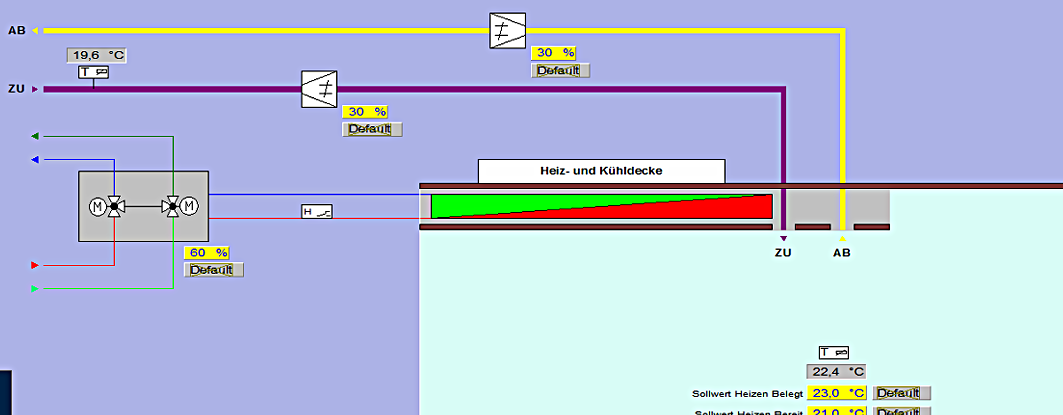 AB
30 %
Default
19,6 °C
T
ZU
30 %
Default
Heiz- und Kühldecke
M M
H
60 %
Default
ZU AB
T
22,4 °C
Sollwert Heizen Belegt 23,0 °C Default
Sollwert Heizen Bereit 21,0 °C Default